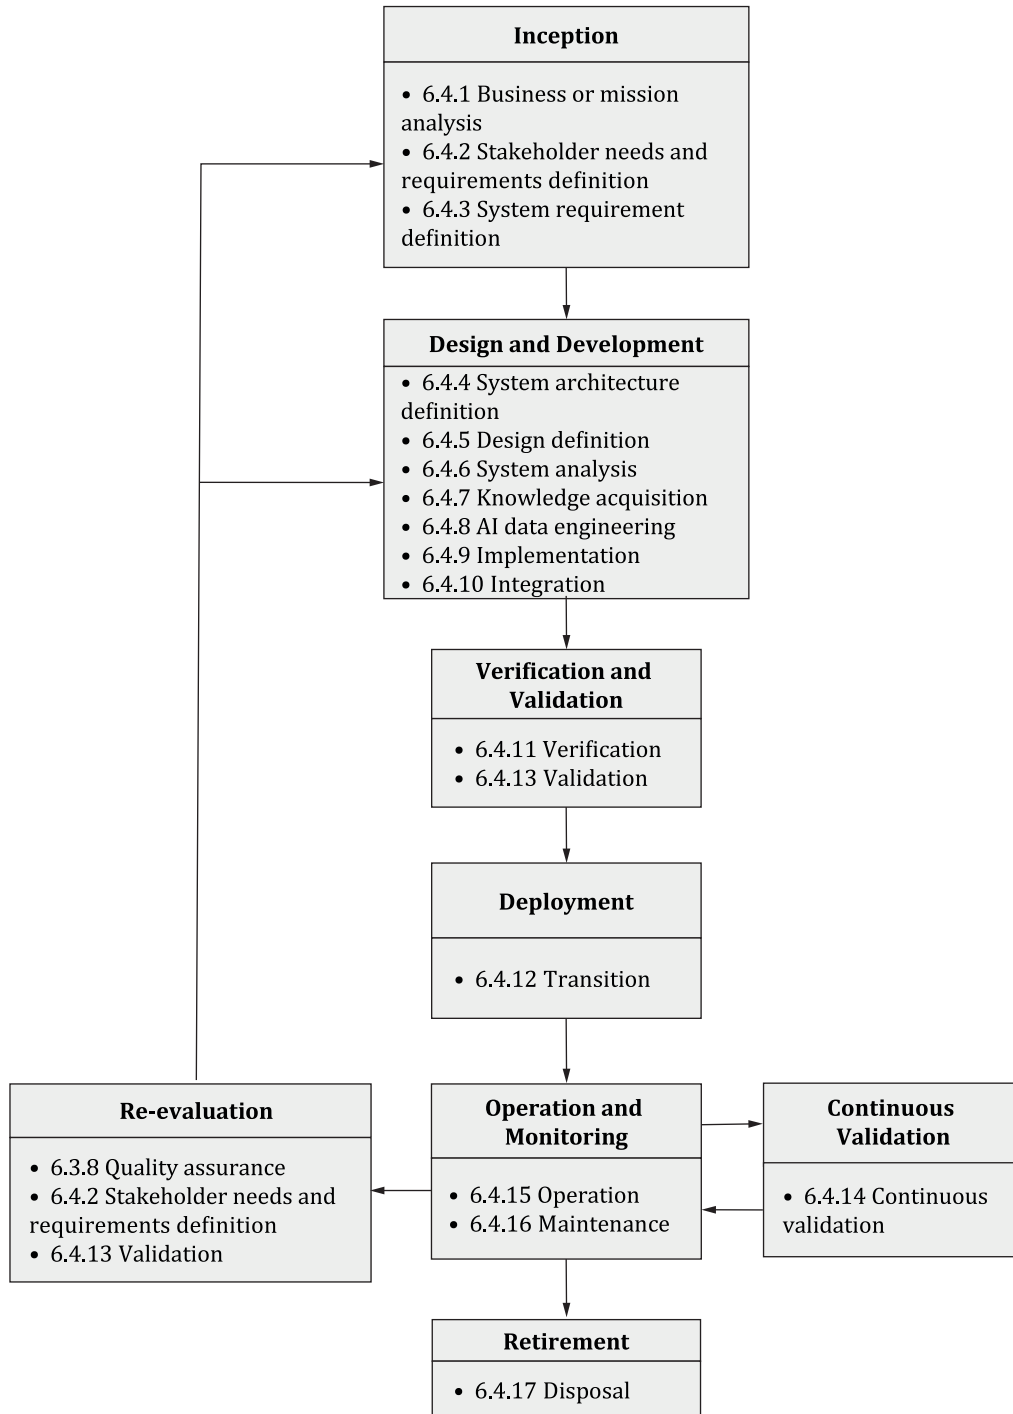 Inception
• 6.4.1 Business or mission
analysis
• 6.4.2 Stakeholder needs and
requirements definition
• 6.4.3 System requirement
definition
Design and Development
• 6.4.4 System architecture
definition
• 6.4.5 Design definition
• 6.4.6 System analysis
• 6.4.7 Knowledge acquisition
• 6.4.8 AI data engineering
• 6.4.9 Implementation
• 6.4.10 Integration
Verification and
Validation
• 6.4.11 Verification
• 6.4.13 Validation
Deployment
• 6.4.12 Transition
Re-evaluation
• 6.3.8 Quality assurance
• 6.4.2 Stakeholder needs and
requirements definition
• 6.4.13 Validation
Operation and
Monitoring
• 6.4.15 Operation
• 6.4.16 Maintenance
Continuous
Validation
• 6.4.14 Continuous
validation
Retirement
• 6.4.17 Disposal